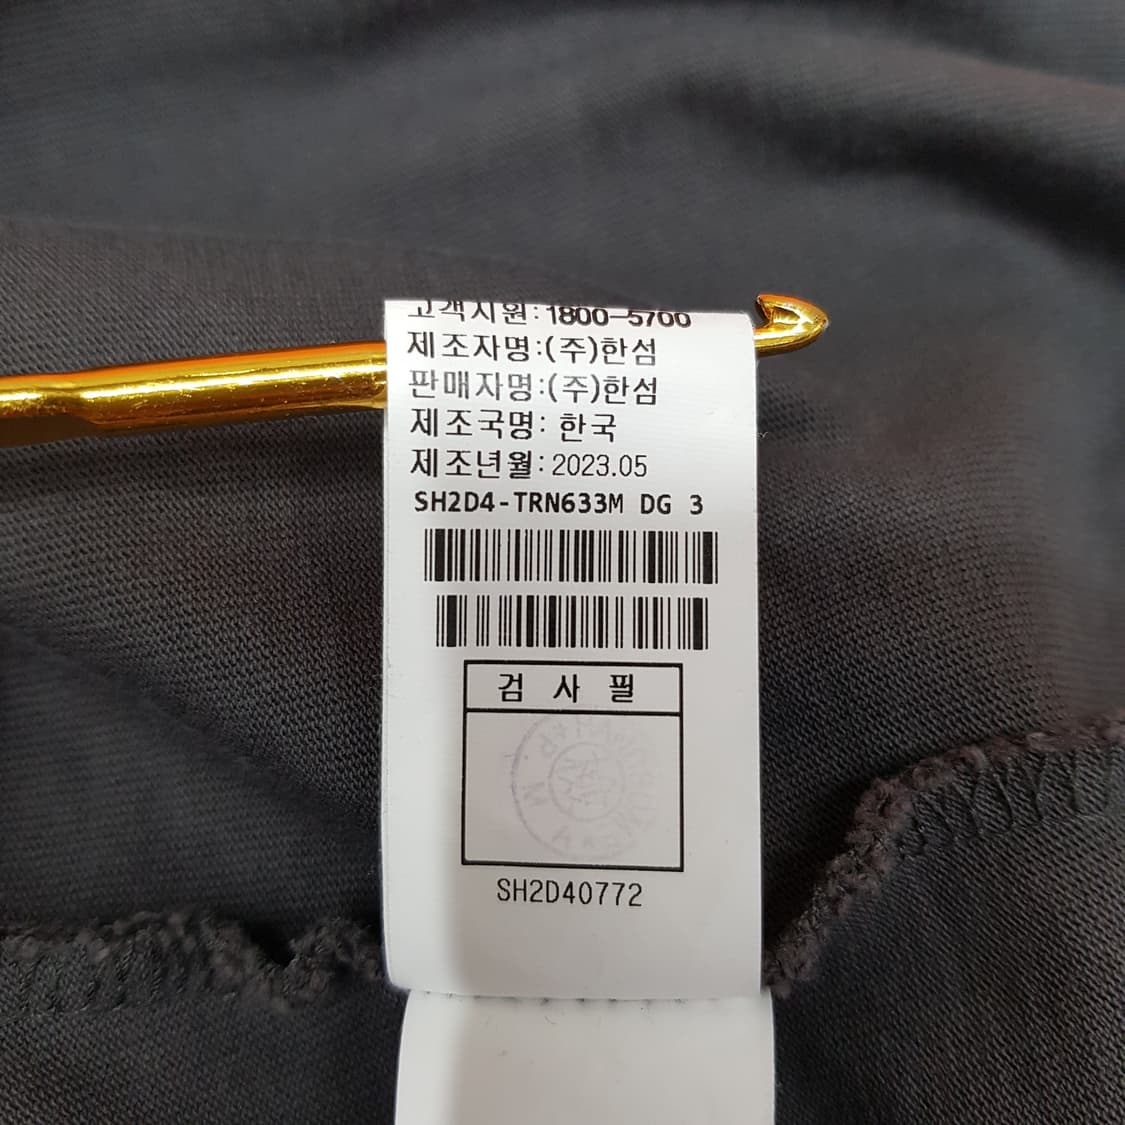 고객지원:1800-5700
제조자명:(주)한섬
판매자명:(주)한섬
제조국명: 한국
제조년월:2023.05
SH2D4-TRN633M DG 3
검 사 필
SH2D40772